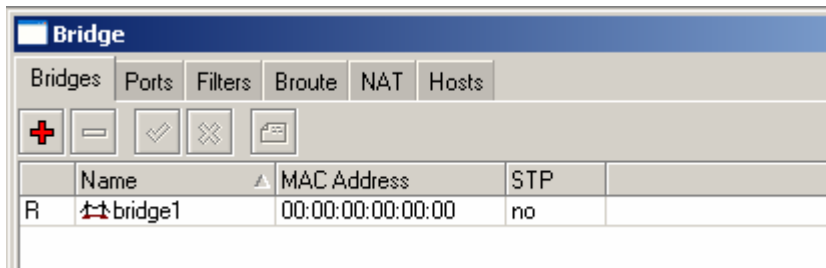 Bridge
Bridges Ports Filters Broute NAT Hosts
Name MAC Address STP
R bridge1 00:00:00:00:00:00 no